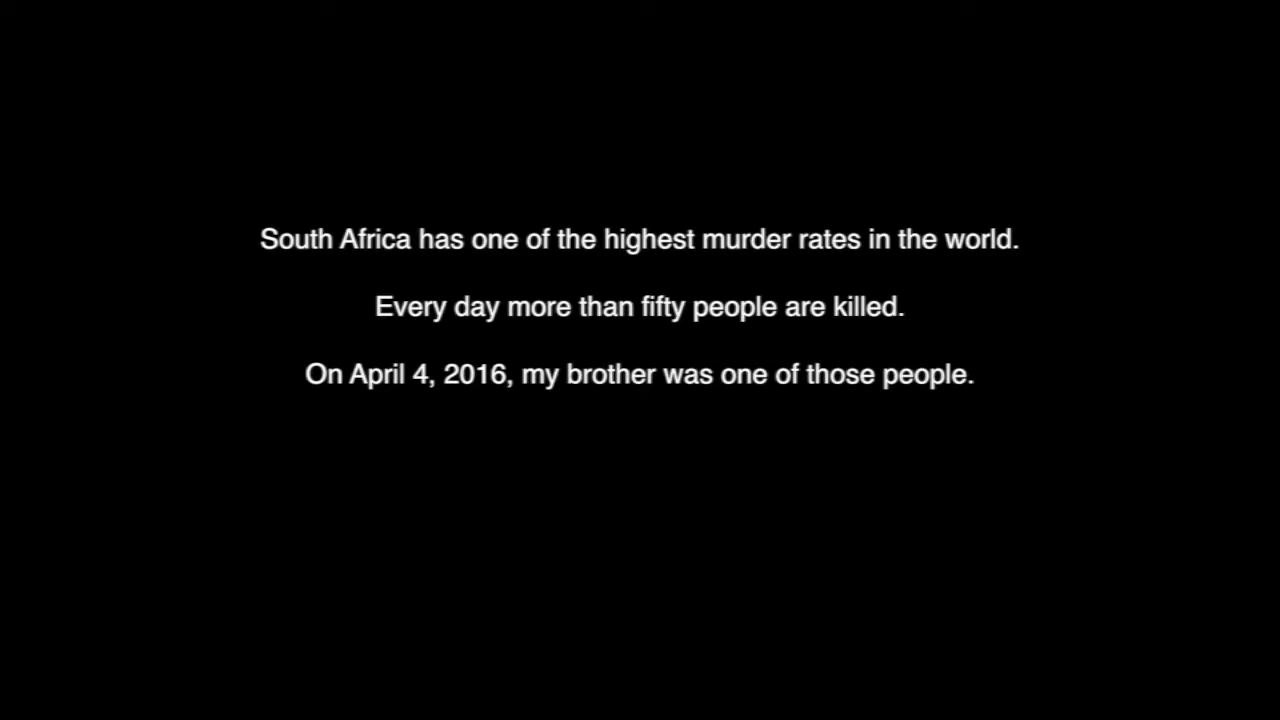 South Africa has one of the highest murder rates in the world.
Every day more than fifty people are killed.
On April 4, 2016, my brother was one of those people.